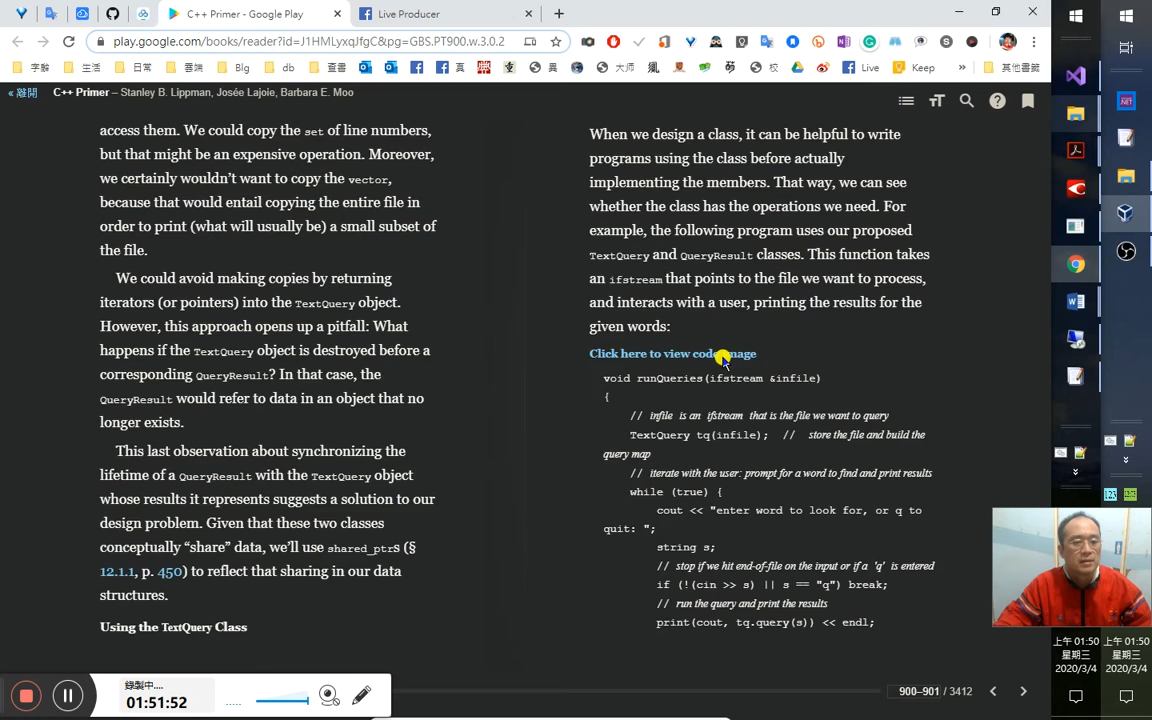 C++ Primer - Google Play
Live Producer
play.google.com/books/reader?id=J1HMLyxqJfgC&pg=GBS.PT900.w.3.0.2
字辭
生活
日常
雲端
Blg
db
查書
真
異
大师
校
Live
Keep
其他書籤
« 離開
C++ Primer – Stanley B. Lippman, Josée Lajoie, Barbara E. Moo
access them. We could copy the set of line numbers,
but that might be an expensive operation. Moreover,
we certainly wouldn't want to copy the vector,
because that would entail copying the entire file in
order to print (what will usually be) a small subset of
the file.
We could avoid making copies by returning
iterators (or pointers) into the TextQuery object.
However, this approach opens up a pitfall: What
happens if the TextQuery object is destroyed before a
corresponding QueryResult? In that case, the
QueryResult would refer to data in an object that no
longer exists.
This last observation about synchronizing the
lifetime of a QueryResult with the TextQuery object
whose results it represents suggests a solution to our
design problem. Given that these two classes
conceptually “share” data, we'll use shared_ptrs (§
12.1.1, p. 450) to reflect that sharing in our data
structures.
Using the TextQuery Class
When we design a class, it can be helpful to write
programs using the class before actually
implementing the members. That way, we can see
whether the class has the operations we need. For
example, the following program uses our proposed
TextQuery and QueryResult classes. This function takes
an ifstream that points to the file we want to process,
and interacts with a user, printing the results for the
given words:
Click here to view code image
void runQueries(ifstream &infile)
{
// infile is an ifstream that is the file we want to query
TextQuery tq(infile); // store the file and build the
query map
// iterate with the user: prompt for a word to find and print results
while (true) {
cout << "enter word to look for, or q to
quit: ";
string s;
// stop if we hit end-of-file on the input or if a 'q' is entered
if (!(cin >> s) || s == "q") break;
// run the query and print the results
print(cout, tq.query(s)) << endl;
900–901 / 3412
錄製中....
01:51:52
上午 01:50
星期三
2020/3/4
上午 01:50
星期三
2020/3/4